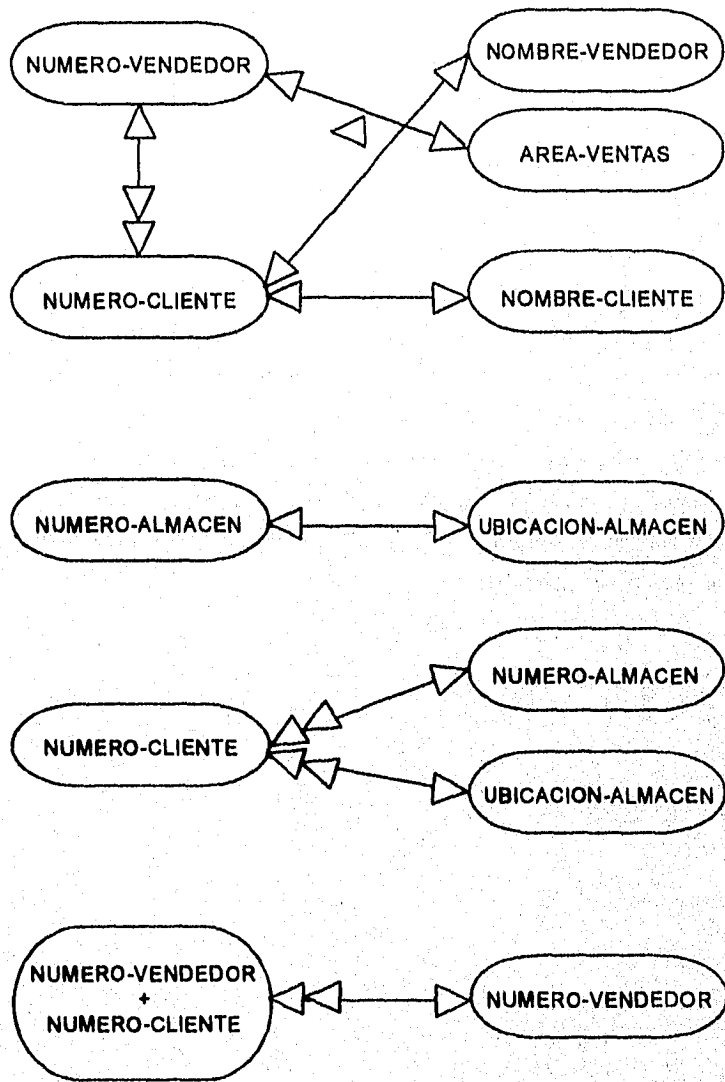 NUMERO-VENDEDOR
NOMBRE-VENDEDOR
AREA-VENTAS
NUMERO-CLIENTE
NOMBRE-CLIENTE
NUMERO-ALMACEN
UBICACION-ALMACEN
NUMERO-CLIENTE
NUMERO-ALMACEN
UBICACION-ALMACEN
NUMERO-VENDEDOR
+
NUMERO-CLIENTE
NUMERO-VENDEDOR